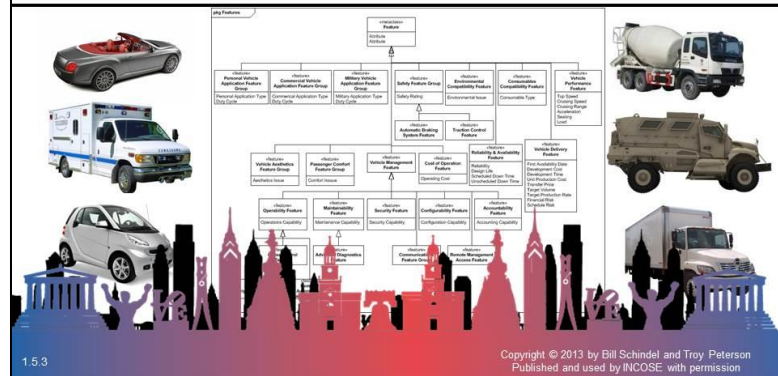 pkg Features
«metaclass»
Feature
Attribute
Attribute
«feature»
Personal Vehicle
Application Feature
Group
Personal Application Type
Duty Cycle
«feature»
Commercial Vehicle
Application Feature
Group
Commercial Application Type
Duty Cycle
«feature»
Military Vehicle
Application Feature
Group
Military Application Type
Duty Cycle
«feature»
Safety Feature Group
Safety Rating
«feature»
Environmental
Compatibility Feature
Environmental Issue
«feature»
Consumables
Compatibility Feature
Consumable Type
«feature»
Vehicle
Performance
Feature
Top Speed
Cruising Speed
Cruising Range
Acceleration
Seating
Load
«feature»
Automatic Braking
System Feature
«feature»
Traction Control
Feature
«feature»
Vehicle Aesthetics
Feature Group
Aesthetics Issue
«feature»
Passenger Comfort
Feature Group
Comfort Issue
«feature»
Vehicle Management
Feature
«feature»
Cost of Operation
Feature
Operating Cost
«feature»
Reliability & Availability
Feature
Reliability
Design Life
Scheduled Down Time
Unscheduled Down Time
«feature»
Vehicle Delivery
Feature
First Availability Date
Development Cost
Development Time
Unit Production Cost
Transfer Price
Target Volume
Target Production Rate
Financial Risk
Schedule Risk
«feature»
Operability Feature
Operations Capability
«feature»
Maintainability
Feature
Maintenance Capability
«feature»
Security Feature
Security Capability
«feature»
Configurability
Feature
Configuration Capability
«feature»
Accountability
Feature
Accounting Capability
Diagnostics
Feature
Communication
Feature Group
Remote Management
Access Feature
1.5.3
Copyright © 2013 by Bill Schindel and Troy Peterson
Published and used by INCOSE with permission